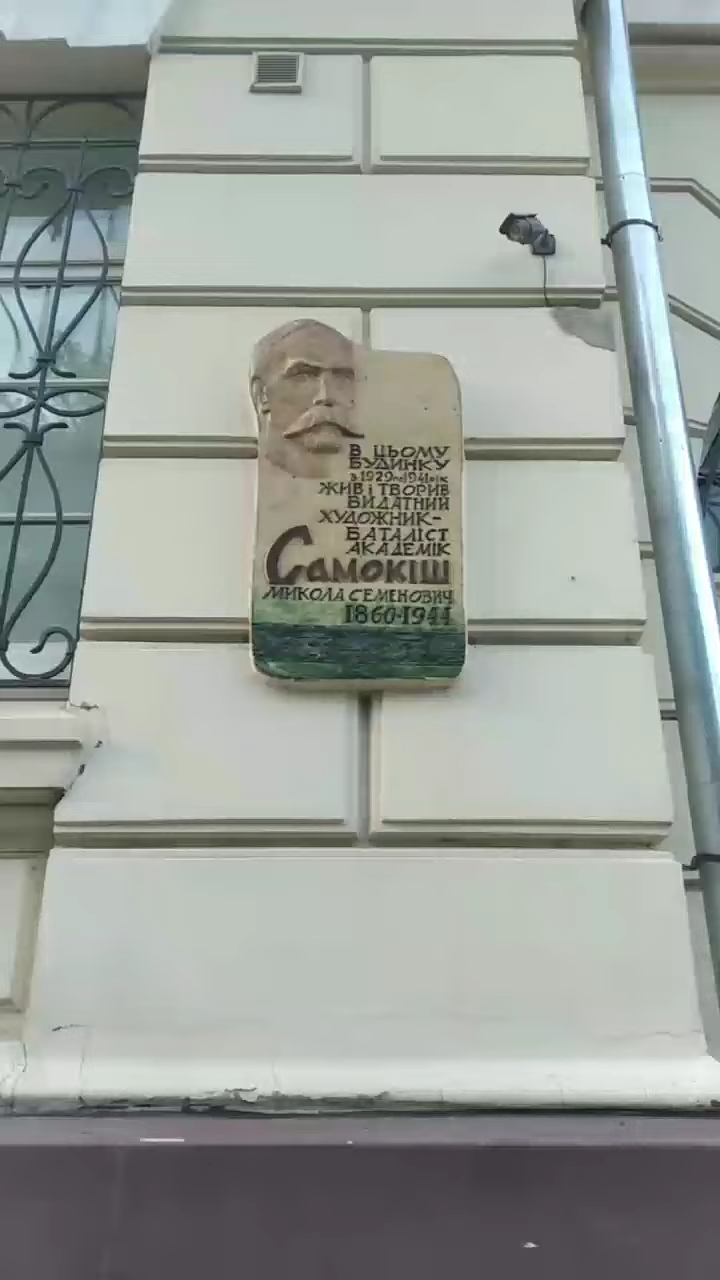 В ЦЬОМУ
БУДИНКУ
з 1929 по 1941 рік
ЖИВ і ТВОРИВ
ВИДАТНИЙ
ХУДОЖНИК-
БАТАЛІСТ
АКАДЕМІК
САМОКІШ
МИКОЛА СЕМЕНОВИЧ
1860-1944